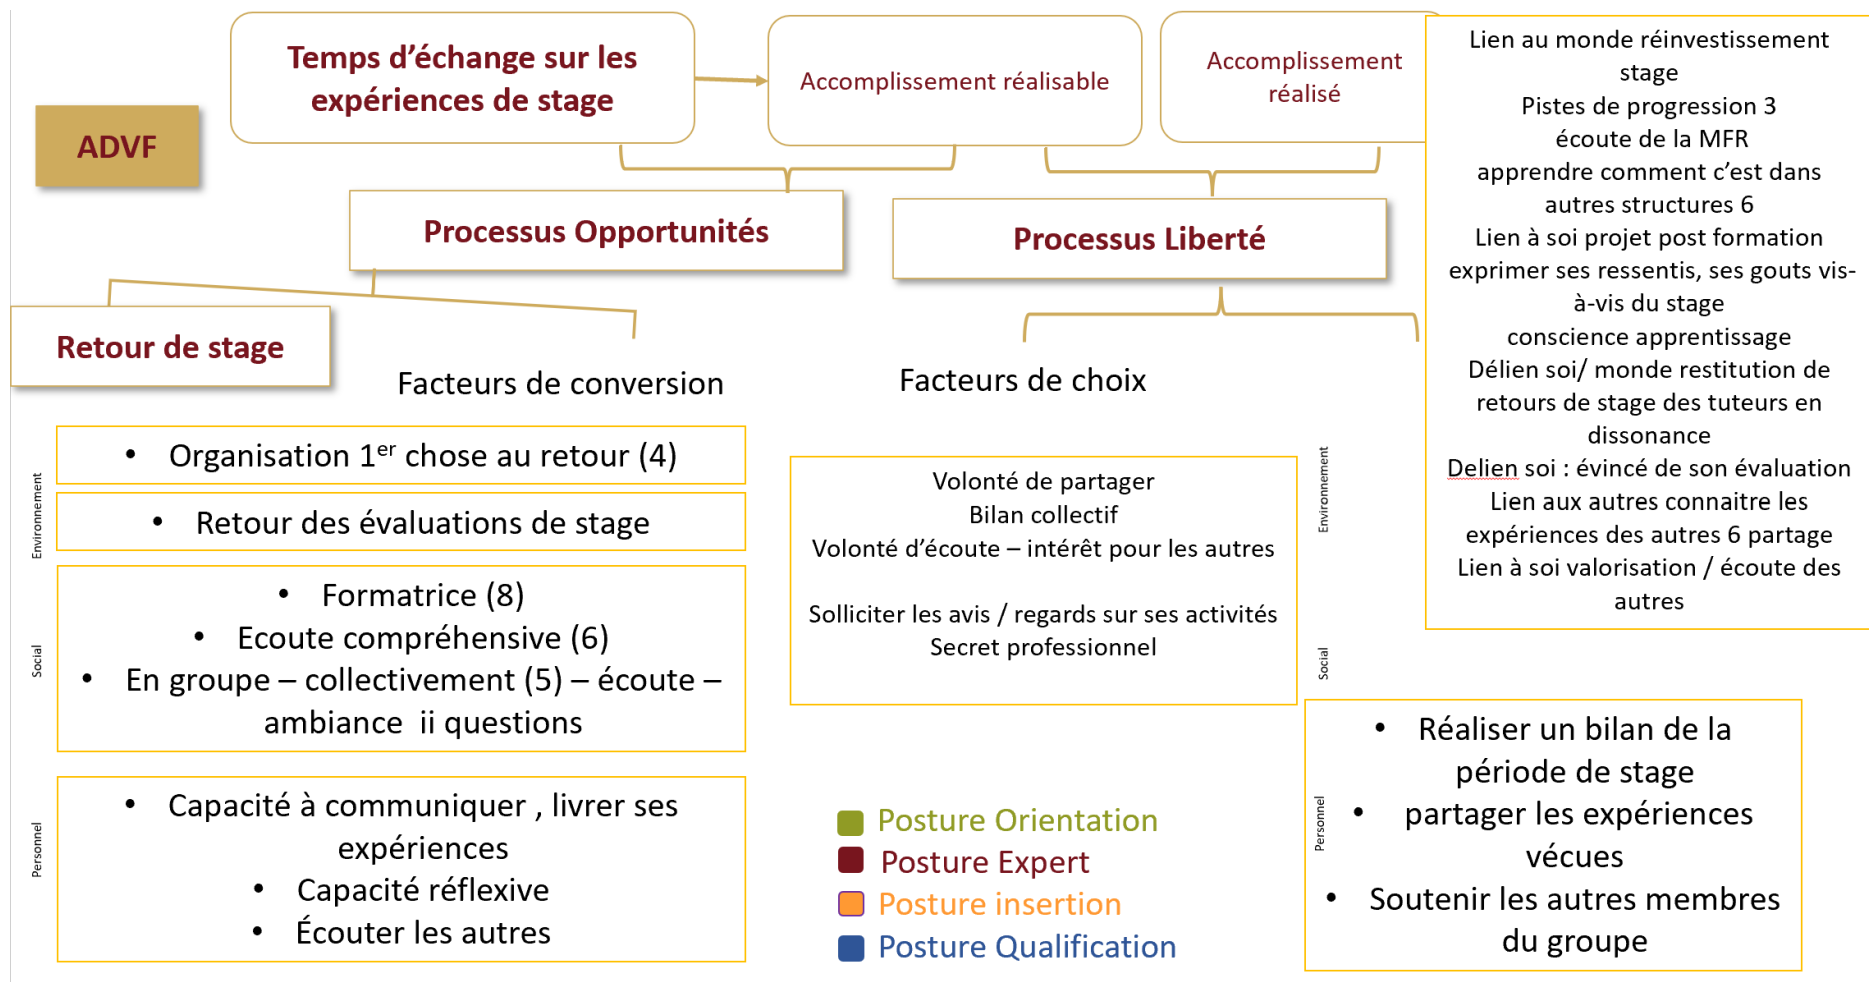 Temps d’échange sur les
expériences de stage
Accomplissement réalisable
Accomplissement
réalisé
ADVF
Processus Opportunités
Processus Liberté
Retour de stage
Facteurs de conversion
Facteurs de choix
Environnement
• Organisation 1er chose au retour (4)
• Retour des évaluations de stage
Social
• Formatrice (8)
• Ecoute compréhensive (6)
• En groupe – collectivement (5) – écoute –
ambiance ii questions
Personnel
• Capacité à communiquer , livrer ses
expériences
• Capacité réflexive
• Écouter les autres
Volonté de partager
Bilan collectif
Volonté d’écoute – intérêt pour les autres
Solliciter les avis / regards sur ses activités
Secret professionnel
Posture Orientation
Posture Expert
Posture insertion
Posture Qualification
Environnement
Social
Personnel
Lien au monde réinvestissement
stage
Pistes de progression 3
écoute de la MFR
apprendre comment c’est dans
autres structures 6
Lien à soi projet post formation
exprimer ses ressentis, ses gouts vis-
à-vis du stage
conscience apprentissage
Délien soi/ monde restitution de
retours de stage des tuteurs en
dissonance
Delien soi : évincé de son évaluation
Lien aux autres connaitre les
expériences des autres 6 partage
Lien à soi valorisation / écoute des
autres
• Réaliser un bilan de la
période de stage
• partager les expériences
vécues
• Soutenir les autres membres
du groupe